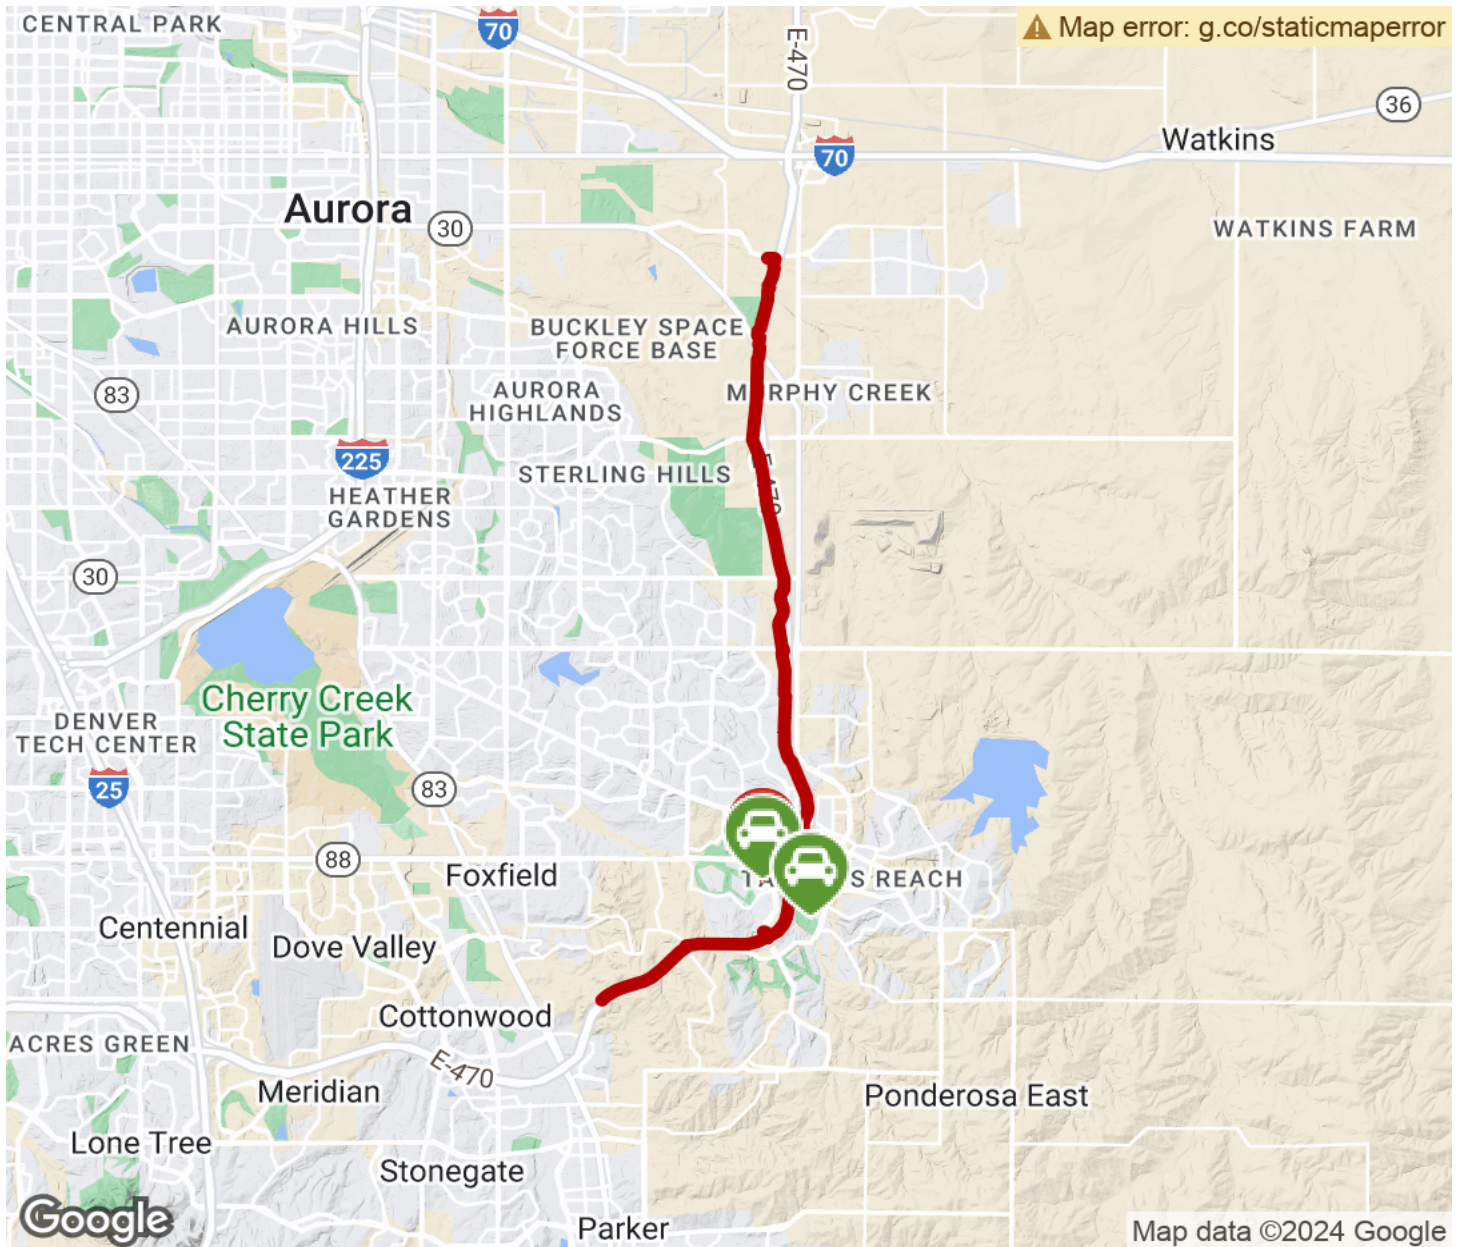 CENTRAL PARK
70
E-470
Map error: g.co/staticmaperror
36
Watkins
70
Aurora
30
WATKINS FARM
AURORA HILLS
BUCKLEY SPACE
FORCE BASE
83
AURORA
HIGHLANDS
MURPHY CREEK
225
STERLING HILLS
E-470
HEATHER
GARDENS
30
Cherry Creek
State Park
DENVER
TECH CENTER
25
83
88
Foxfield
S REACH
Centennial
Dove Valley
Cottonwood
ACRES GREEN
E-470
Meridian
Ponderosa East
Lone Tree
Stonegate
Google
Parker
Map data ©2024 Google